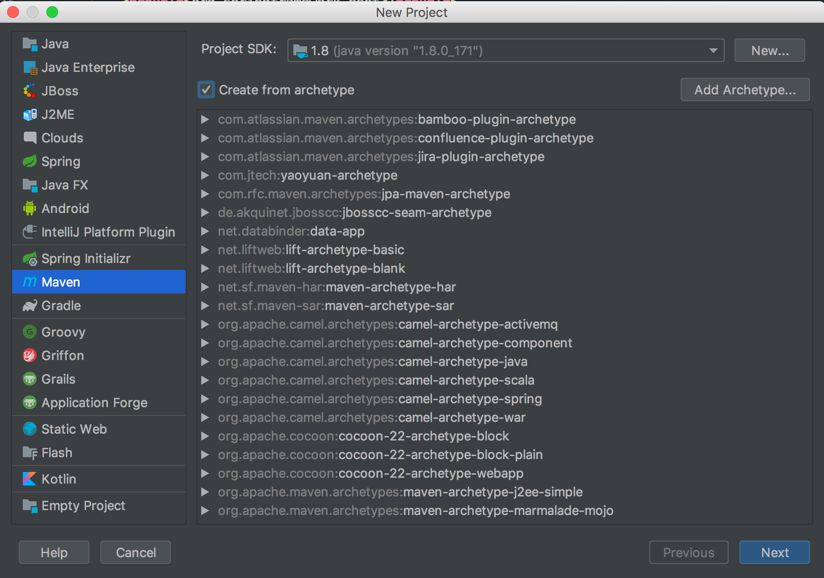 New Project
Java
Java Enterprise
JBoss
J2ME
Clouds
Spring
Java FX
Android
IntelliJ Platform Plugin
Spring Initializr
Maven
Gradle
Groovy
Griffon
Grails
Application Forge
Static Web
Flash
Kotlin
Empty Project
Project SDK: 1.8 (java version "1.8.0_171") New...
Create from archetype Add Archetype...
com.atlassian.maven.archetypes:bamboo-plugin-archetype
com.atlassian.maven.archetypes:confluence-plugin-archetype
com.atlassian.maven.archetypes:jira-plugin-archetype
com.jtech:yaoyuan-archetype
com.rfc.maven.archetypes:jpa-maven-archetype
de.akquinet.jbosscc:jbosscc-seam-archetype
net.databinder:data-app
net.liftweb:lift-archetype-basic
net.liftweb:lift-archetype-blank
net.sf.maven-har:maven-archetype-har
net.sf.maven-sar:maven-archetype-sar
org.apache.camel.archetypes:camel-archetype-activemq
org.apache.camel.archetypes:camel-archetype-component
org.apache.camel.archetypes:camel-archetype-java
org.apache.camel.archetypes:camel-archetype-scala
org.apache.camel.archetypes:camel-archetype-spring
org.apache.camel.archetypes:camel-archetype-war
org.apache.cocoon:cocoon-22-archetype-block
org.apache.cocoon:cocoon-22-archetype-block-plain
org.apache.cocoon:cocoon-22-archetype-webapp
org.apache.maven.archetypes:maven-archetype-j2ee-simple
org.apache.maven.archetypes:maven-archetype-marmalade-mojo
Help Cancel Previous Next